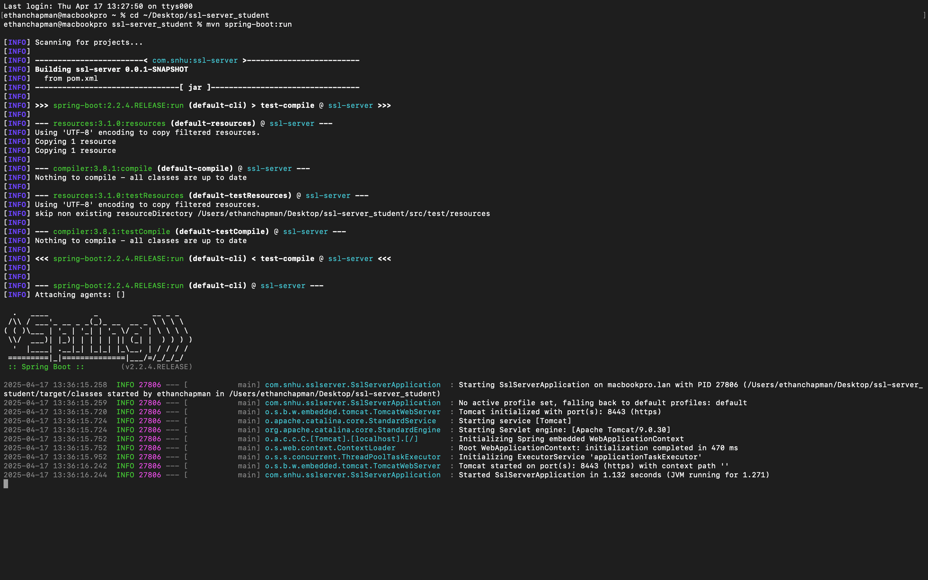 Last login: Thu Apr 17 13:27:50 on ttys000
[ethanchapman@macbookpro ~ % cd ~/Desktop/ssl-server_student ]
ethanchapman@macbookpro ssl-server_student % mvn spring-boot:run
[INFO] Scanning for projects...
[INFO]
[INFO] ------------------------< com.snhu:ssl-server >-------------------------
[INFO] Building ssl-server 0.0.1-SNAPSHOT
[INFO]   from pom.xml
[INFO] --------------------------------[ jar ]---------------------------------
[INFO]
[INFO] >>> spring-boot:2.2.4.RELEASE:run (default-cli) > test-compile @ ssl-server >>>
[INFO]
[INFO] --- resources:3.1.0:resources (default-resources) @ ssl-server ---
[INFO] Using 'UTF-8' encoding to copy filtered resources.
[INFO] Copying 1 resource
[INFO] Copying 1 resource
[INFO]
[INFO] --- compiler:3.8.1:compile (default-compile) @ ssl-server ---
[INFO] Nothing to compile - all classes are up to date
[INFO]
[INFO] --- resources:3.1.0:testResources (default-testResources) @ ssl-server ---
[INFO] Using 'UTF-8' encoding to copy filtered resources.
[INFO] skip non existing resourceDirectory /Users/ethanchapman/Desktop/ssl-server_student/src/test/resources
[INFO]
[INFO] --- compiler:3.8.1:testCompile (default-testCompile) @ ssl-server ---
[INFO] Nothing to compile - all classes are up to date
[INFO]
[INFO] <<< spring-boot:2.2.4.RELEASE:run (default-cli) < test-compile @ ssl-server <<<
[INFO]
[INFO]
[INFO] --- spring-boot:2.2.4.RELEASE:run (default-cli) @ ssl-server ---
[INFO] Attaching agents: []
  .   ____          _            __ _ _
 /\\ / ___'_ __ _ _(_)_ __  __ _ \ \ \ \
( ( )\___ | '_ | '_| | '_ \/ _` | \ \ \ \
 \\/  ___)| |_)| | | | | || (_| |  ) ) ) )
  '  |____| .__|_| |_|_| |_\__, | / / / /
 =========|_|==============|___/=/_/_/_/
 :: Spring Boot ::        (v2.2.4.RELEASE)
2025-04-17 13:36:15.258  INFO 27806 --- [           main] com.snhu.sslserver.SslServerApplication  : Starting SslServerApplication on macbookpro.lan with PID 27806 (/Users/ethanchapman/Desktop/ssl-server_
student/target/classes started by ethanchapman in /Users/ethanchapman/Desktop/ssl-server_student)
2025-04-17 13:36:15.259  INFO 27806 --- [           main] com.snhu.sslserver.SslServerApplication  : No active profile set, falling back to default profiles: default
2025-04-17 13:36:15.720  INFO 27806 --- [           main] o.s.b.w.embedded.tomcat.TomcatWebServer  : Tomcat initialized with port(s): 8443 (https)
2025-04-17 13:36:15.724  INFO 27806 --- [           main] o.apache.catalina.core.StandardService   : Starting service [Tomcat]
2025-04-17 13:36:15.724  INFO 27806 --- [           main] org.apache.catalina.core.StandardEngine  : Starting Servlet engine: [Apache Tomcat/9.0.30]
2025-04-17 13:36:15.752  INFO 27806 --- [           main] o.a.c.c.C.[Tomcat].[localhost].[/]       : Initializing Spring embedded WebApplicationContext
2025-04-17 13:36:15.752  INFO 27806 --- [           main] o.s.web.context.ContextLoader            : Root WebApplicationContext: initialization completed in 470 ms
2025-04-17 13:36:15.952  INFO 27806 --- [           main] o.s.s.concurrent.ThreadPoolTaskExecutor  : Initializing ExecutorService 'applicationTaskExecutor'
2025-04-17 13:36:16.242  INFO 27806 --- [           main] o.s.b.w.embedded.tomcat.TomcatWebServer  : Tomcat started on port(s): 8443 (https) with context path ''
2025-04-17 13:36:16.244  INFO 27806 --- [           main] com.snhu.sslserver.SslServerApplication  : Started SslServerApplication in 1.132 seconds (JVM running for 1.271)